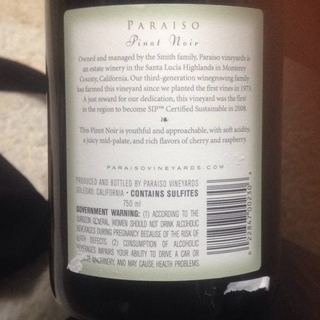 PARAISO
Pinot Noir
Owned and managed by the Smith family, Paraiso vineyards is
an estate winery in the Santa Lucia Highlands in Monterey
County, California. Our third-generation winegrowing family
has farmed this vineyard since we planted the first vines in 1973.
A just reward for our dedication, this vineyard was the first
in the region to become SIP™ Certified Sustainable in 2008.
This Pinot Noir is youthful and approachable, with soft acidity,
a juicy mid-palate, and rich flavors of cherry and raspberry.
PARAISOVINEYARDS.COM
PRODUCED AND BOTTLED BY PARAISO VINEYARDS
SOLEDAD, CALIFORNIA • CONTAINS SULFITES
750 ml
GOVERNMENT WARNING: (1) ACCORDING TO THE
SURGEON GENERAL, WOMEN SHOULD NOT DRINK ALCOHOLIC
BEVERAGES DURING PREGNANCY BECAUSE OF THE RISK
OF BIRTH DEFECTS. (2) CONSUMPTION OF ALCOHOLIC
BEVERAGES IMPAIRS YOUR ABILITY TO DRIVE A CAR OR
MACHINERY, AND MAY CAUSE HEALTH PROBLEMS.